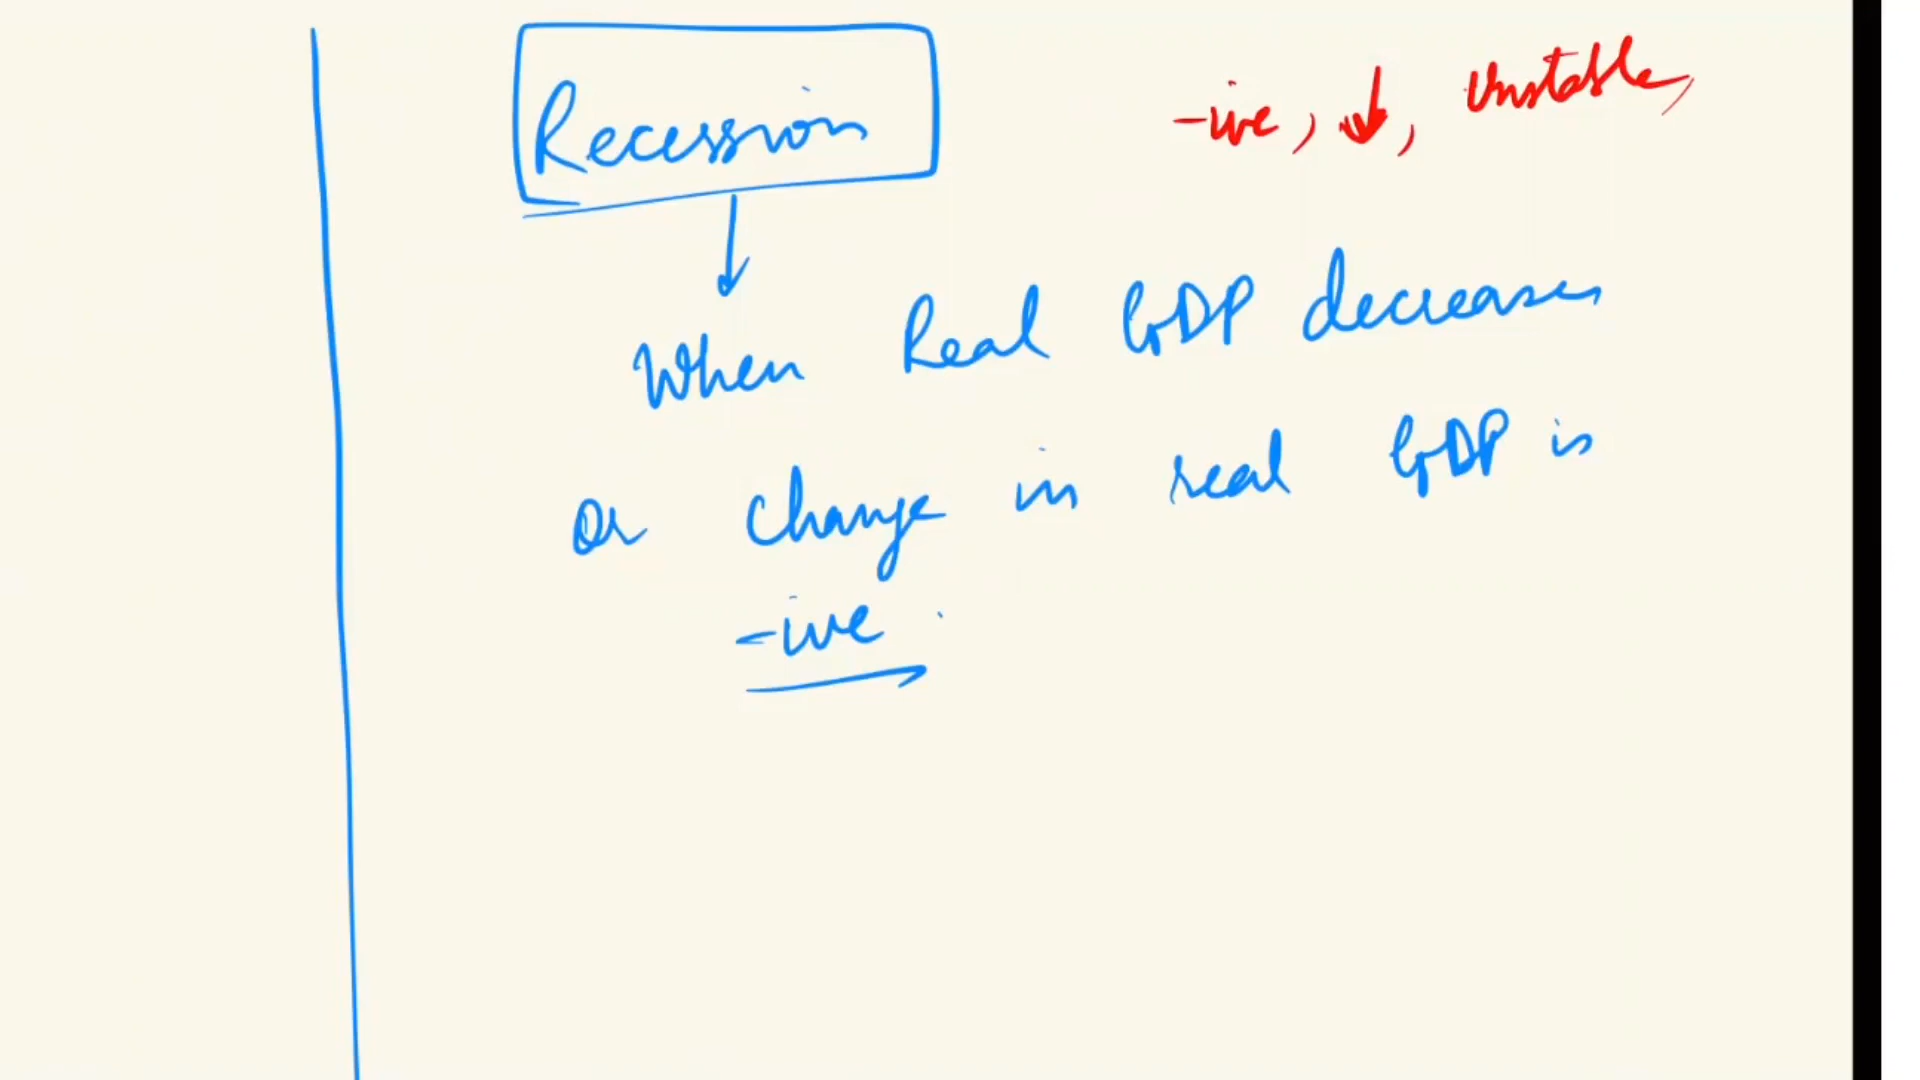 Recession
-ive, ↓, unstable,
When Real GDP decreases
or change in real GDP is
-ive.